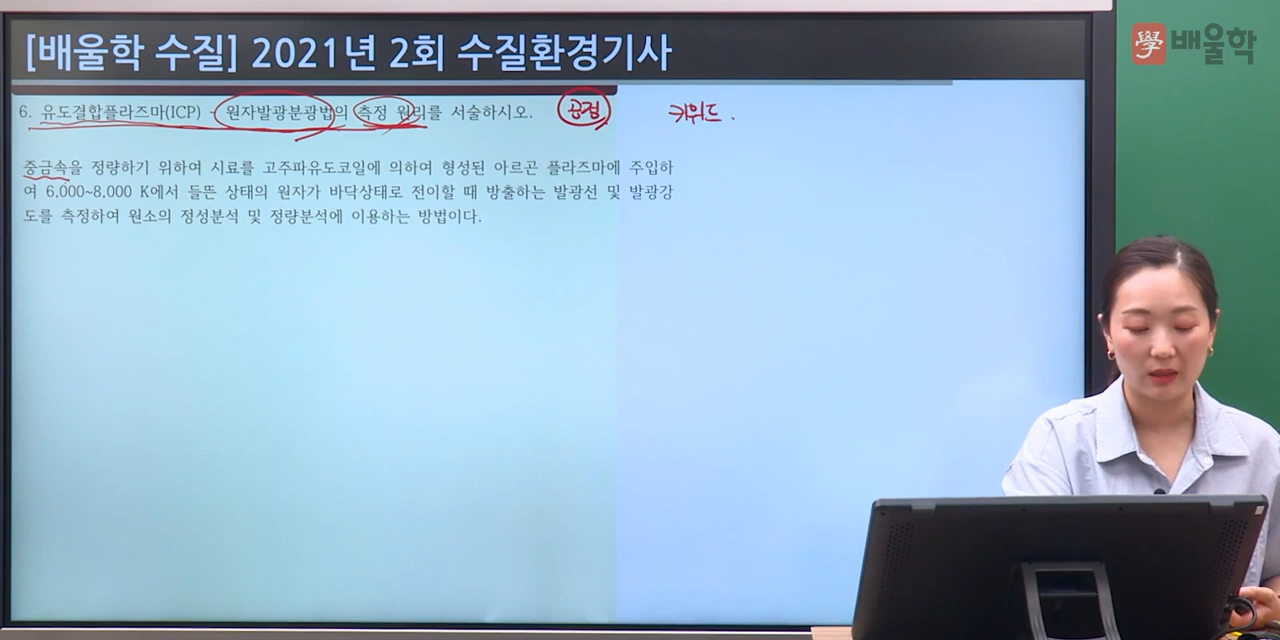 [배울학 수질] 2021년 2회 수질환경기사
學 배울학
6. 유도결합플라즈마(ICP) - 원자발광분광법의 측정 원리를 서술하시오. 공정 키워드.
중금속을 정량하기 위하여 시료를 고주파유도코일에 의하여 형성된 아르곤 플라즈마에 주입하
여 6,000~8,000 K에서 들뜬 상태의 원자가 바닥상태로 전이할 때 방출하는 발광선 및 발광강
도를 측정하여 원소의 정성분석 및 정량분석에 이용하는 방법이다.